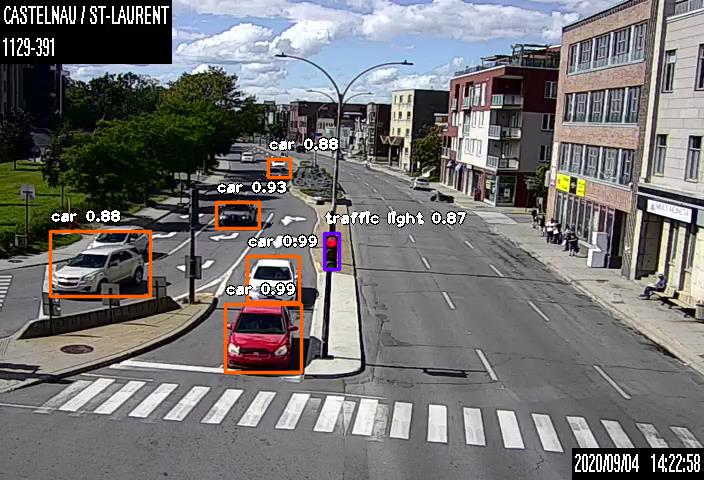 CASTELNAU / ST-LAURENT
1129-391
car 0.88
car 0.93
car 0.88
traffic light 0.87
car 0.99
car 0.99
2020/09/04 14:22:58